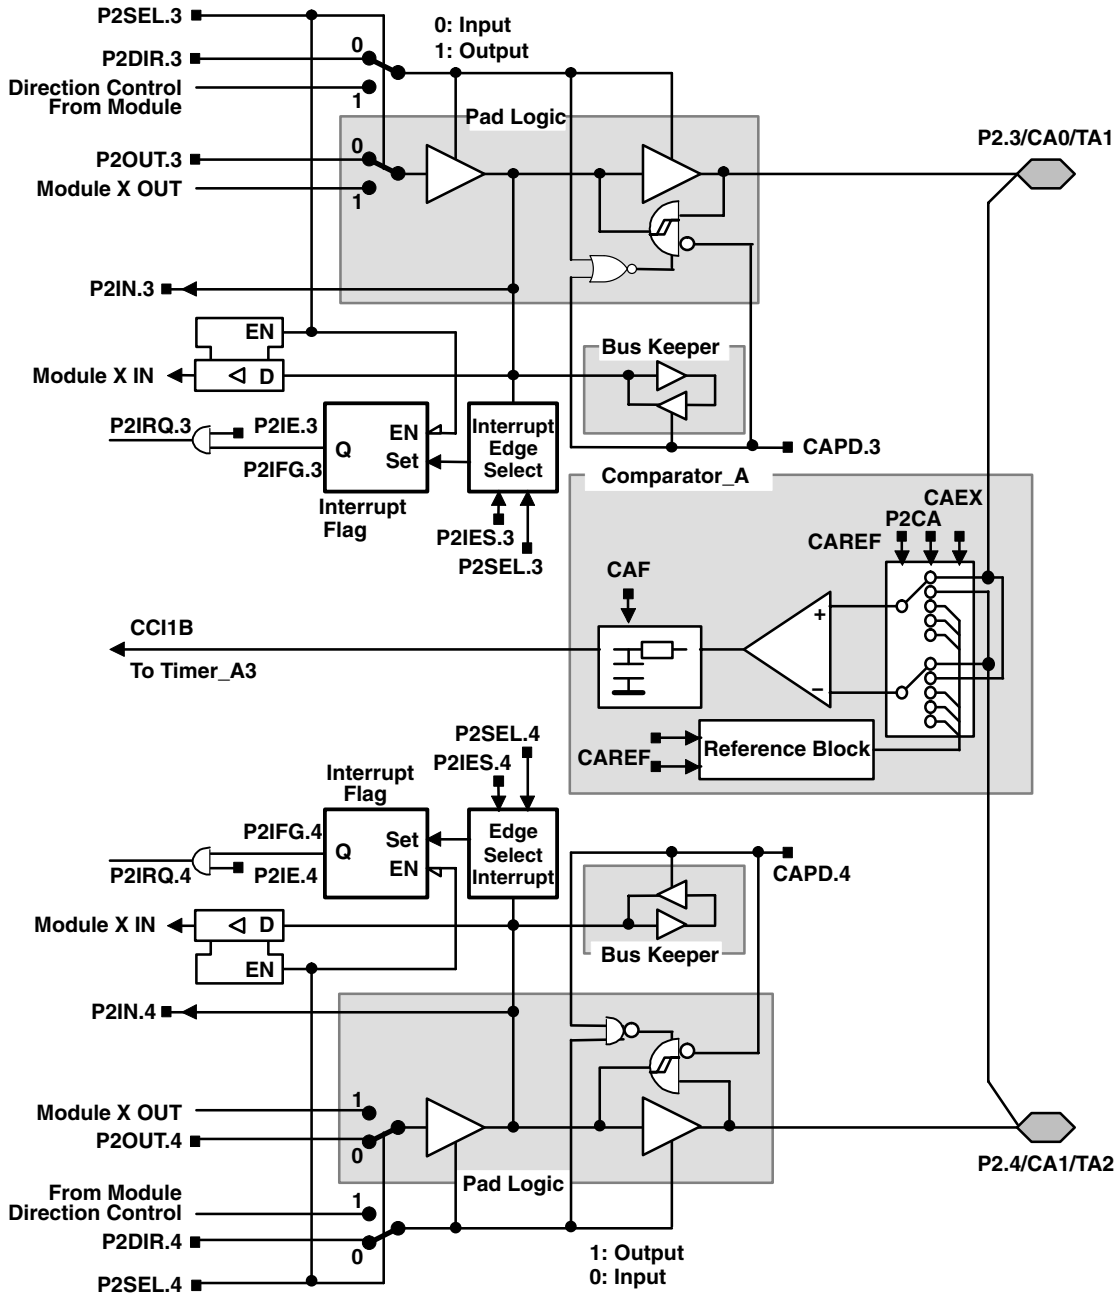 P2SEL.3
0: Input
1: Output
P2DIR.3
0
Direction Control
From Module
1
Pad Logic
P2OUT.3
0
Module X OUT
1
P2.3/CA0/TA1
P2IN.3
EN
Module X IN
D
Bus Keeper
P2IRQ.3
P2IE.3
P2IFG.3
Q
EN
Set
Interrupt
Edge
Select
Interrupt
Flag
P2IES.3
P2SEL.3
CAPD.3
Comparator_A
CAEX
P2CA
CAREF
CAF
CCI1B
To Timer_A3
+
−
Reference Block
CAREF
P2SEL.4
P2IES.4
Interrupt
Flag
P2IFG.4
P2IRQ.4
P2IE.4
Q
Set
EN
Edge
Select
Interrupt
CAPD.4
Module X IN
D
EN
Bus Keeper
P2IN.4
Module X OUT
1
P2OUT.4
0
Pad Logic
P2.4/CA1/TA2
From Module
Direction Control
1
P2DIR.4
0
1: Output
0: Input
P2SEL.4